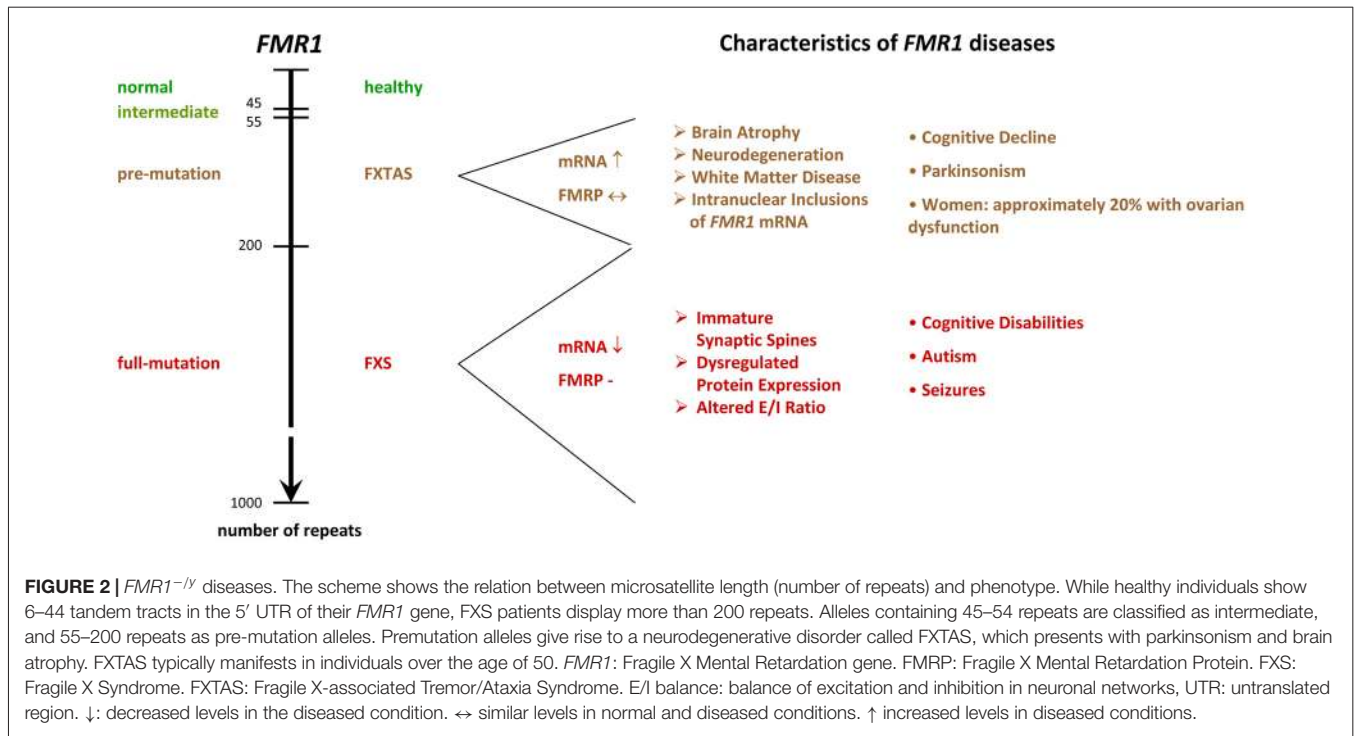 FMR1
Characteristics of FMR1 diseases
normal
healthy
45
intermediate
55
pre-mutation
FXTAS
mRNA ↑
FMRP ↔
➢ Brain Atrophy
➢ Neurodegeneration
➢ White Matter Disease
➢ Intranuclear Inclusions
of FMR1 mRNA
• Cognitive Decline
• Parkinsonism
• Women: approximately 20% with ovarian
dysfunction
200
full-mutation
FXS
mRNA ↓
FMRP -
➢ Immature
Synaptic Spines
➢ Dysregulated
Protein Expression
➢ Altered E/I Ratio
• Cognitive Disabilities
• Autism
• Seizures
1000
number of repeats
FIGURE 2 | FMR1−/y diseases. The scheme shows the relation between microsatellite length (number of repeats) and phenotype. While healthy individuals show
6–44 tandem tracts in the 5′ UTR of their FMR1 gene, FXS patients display more than 200 repeats. Alleles containing 45–54 repeats are classified as intermediate,
and 55–200 repeats as pre-mutation alleles. Premutation alleles give rise to a neurodegenerative disorder called FXTAS, which presents with parkinsonism and brain
atrophy. FXTAS typically manifests in individuals over the age of 50. FMR1: Fragile X Mental Retardation gene. FMRP: Fragile X Mental Retardation Protein. FXS:
Fragile X Syndrome. FXTAS: Fragile X-associated Tremor/Ataxia Syndrome. E/I balance: balance of excitation and inhibition in neuronal networks, UTR: untranslated
region. ↓: decreased levels in the diseased condition. ↔ similar levels in normal and diseased conditions. ↑ increased levels in diseased conditions.